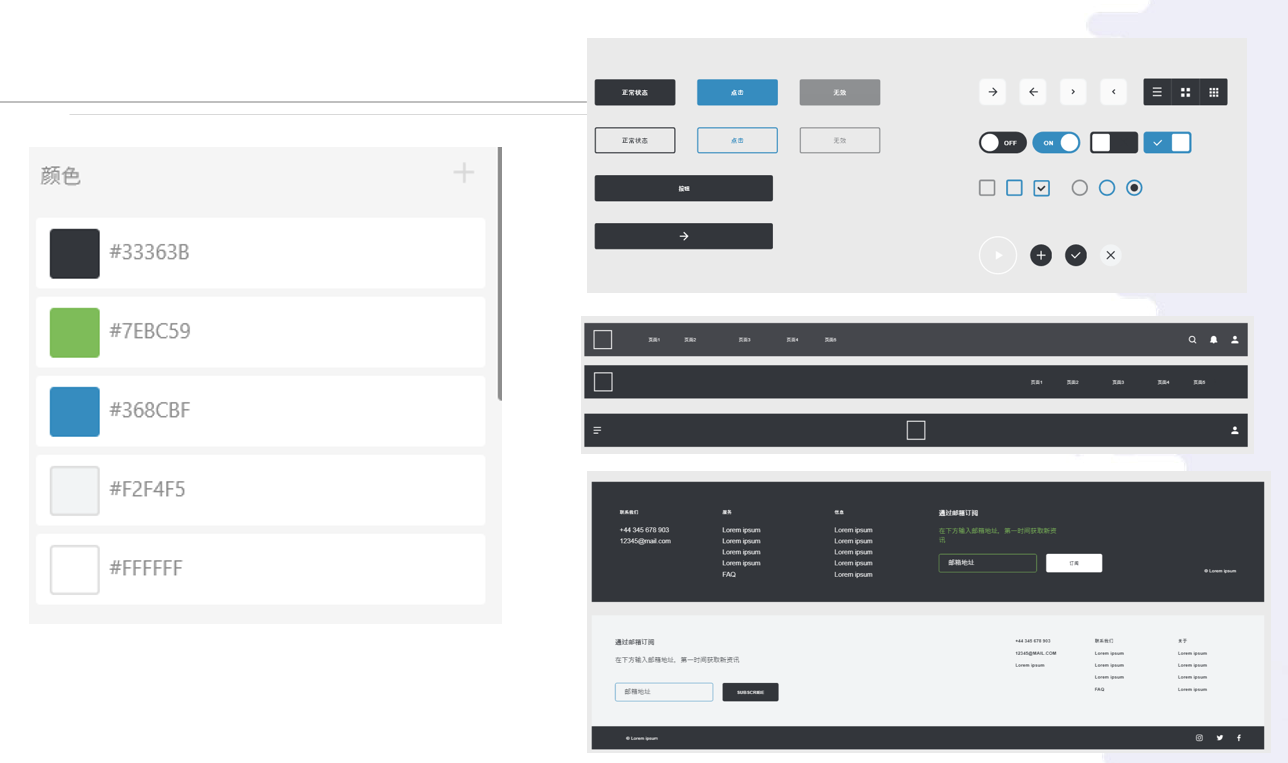 颜色
#33363B
#7EBC59
#368CBF
#F2F4F5
#FFFFFF
正常状态 点击 无效
OFF ON
正常状态 点击 无效
按钮
页面1 页面2 页面3 页面4 页面5
页面1 页面2 页面3 页面4 页面5
联系我们 服务 信息 通过邮箱订阅
+44 345 678 903 Lorem ipsum Lorem ipsum 在下方输入邮箱地址，第一时间获取新资
12345@mail.com Lorem ipsum Lorem ipsum 讯
Lorem ipsum Lorem ipsum
Lorem ipsum Lorem ipsum 邮箱地址 订阅
FAQ Lorem ipsum © Lorem ipsum
通过邮箱订阅 +44 345 678 903 联系我们 关于
在下方输入邮箱地址，第一时间获取新资讯 12345@MAIL.COM Lorem ipsum Lorem ipsum
Lorem ipsum Lorem ipsum Lorem ipsum
Lorem ipsum Lorem ipsum
邮箱地址 SUBSCRIBE FAQ Lorem ipsum
© Lorem ipsum